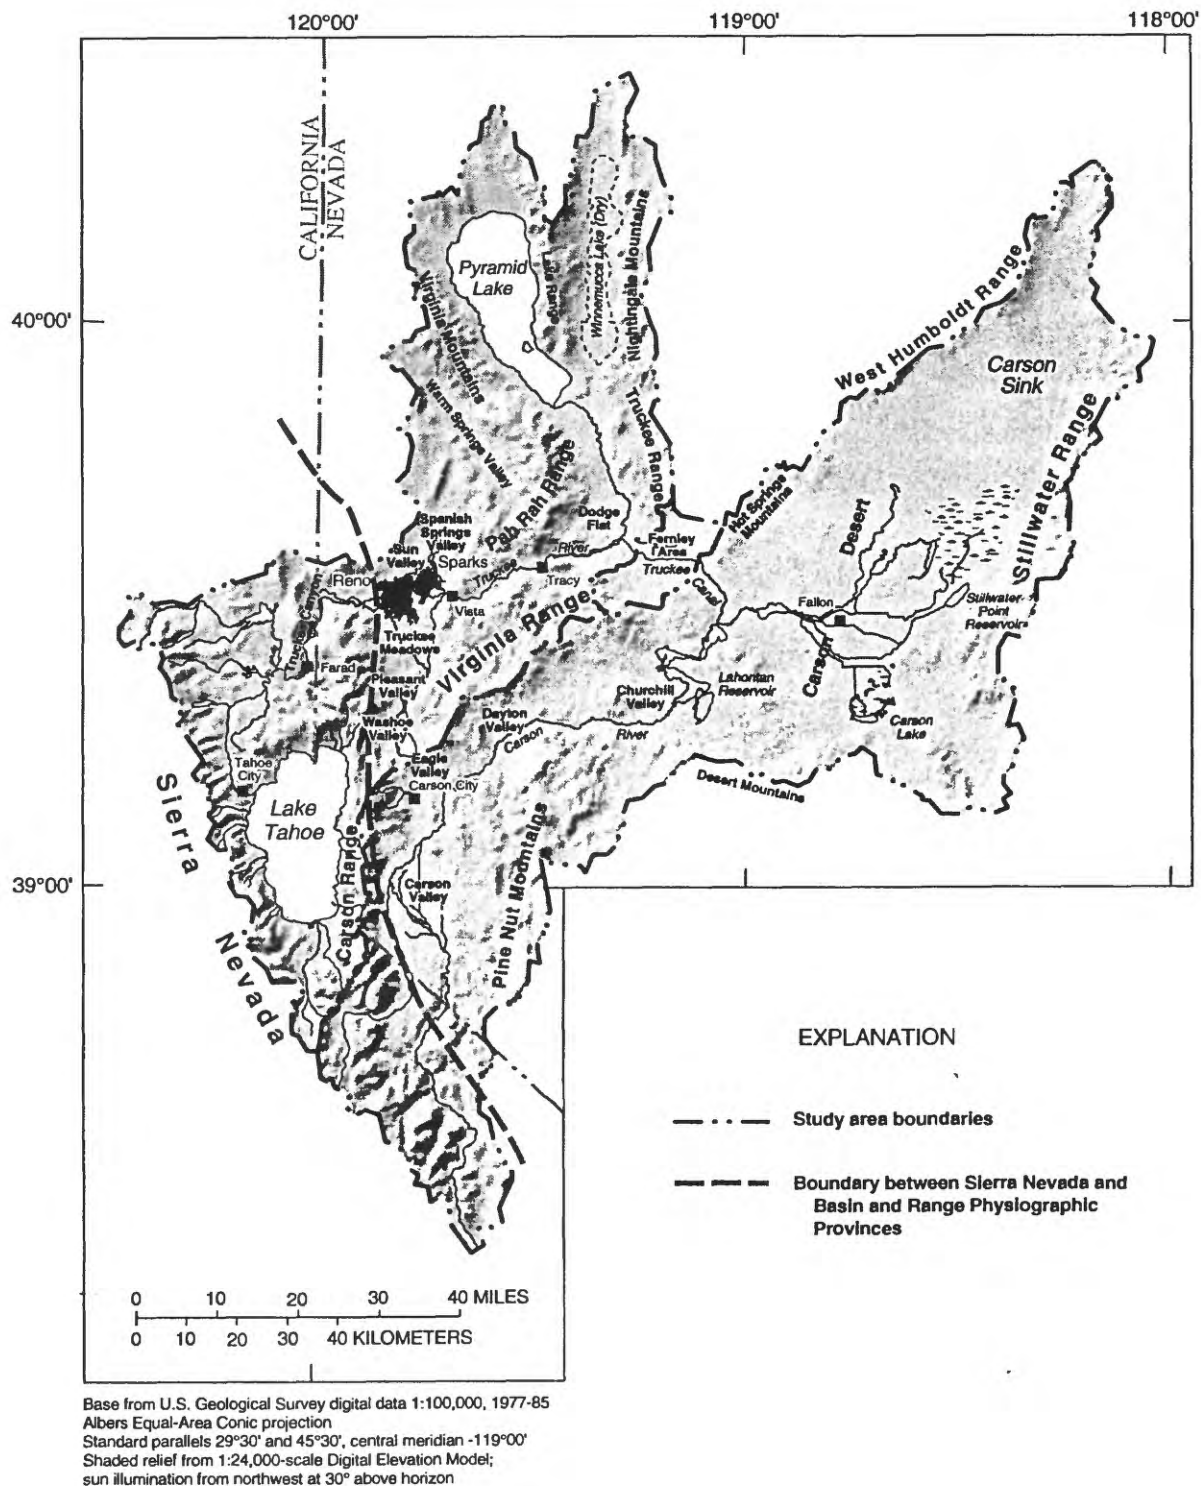 120°00'
119°00'
118°00'
CALIFORNIA
NEVADA
40°00'
39°00'
Pyramid
Lake
Lake Range
Winnemucca Lake (Dry)
Nightingale Mountains
Virginia Mountains
Warm Springs Valley
Truckee Range
West Humboldt Range
Carson
Sink
Stillwater Range
Hot Springs
Mountains
Pah Rah Range
Dodge
Flat
Spanish
Springs
Valley
Sun
Valley
Sparks
Reno
Truckee
River
Tracy
Vista
Fernley
Area
Truckee
Canal
Carson
Desert
Fallon
Stillwater
Point
Reservoir
Truckee Canyon
Farad
Truckee
Meadows
Pleasant
Valley
Washoe
Valley
Virginia Range
Churchill
Valley
Lahontan
Reservoir
Carson
Lake
Dayton
Valley
Carson
River
Eagle
Valley
Carson City
Desert Mountains
Tahoe
City
Lake
Tahoe
Sierra
Nevada
Carson Range
Carson
Valley
Pine Nut Mountains
EXPLANATION
Study area boundaries
Boundary between Sierra Nevada and
Basin and Range Physiographic
Provinces
0 10 20 30 40 MILES
0 10 20 30 40 KILOMETERS
Base from U.S. Geological Survey digital data 1:100,000, 1977-85
Albers Equal-Area Conic projection
Standard parallels 29°30' and 45°30', central meridian -119°00'
Shaded relief from 1:24,000-scale Digital Elevation Model;
sun illumination from northwest at 30° above horizon